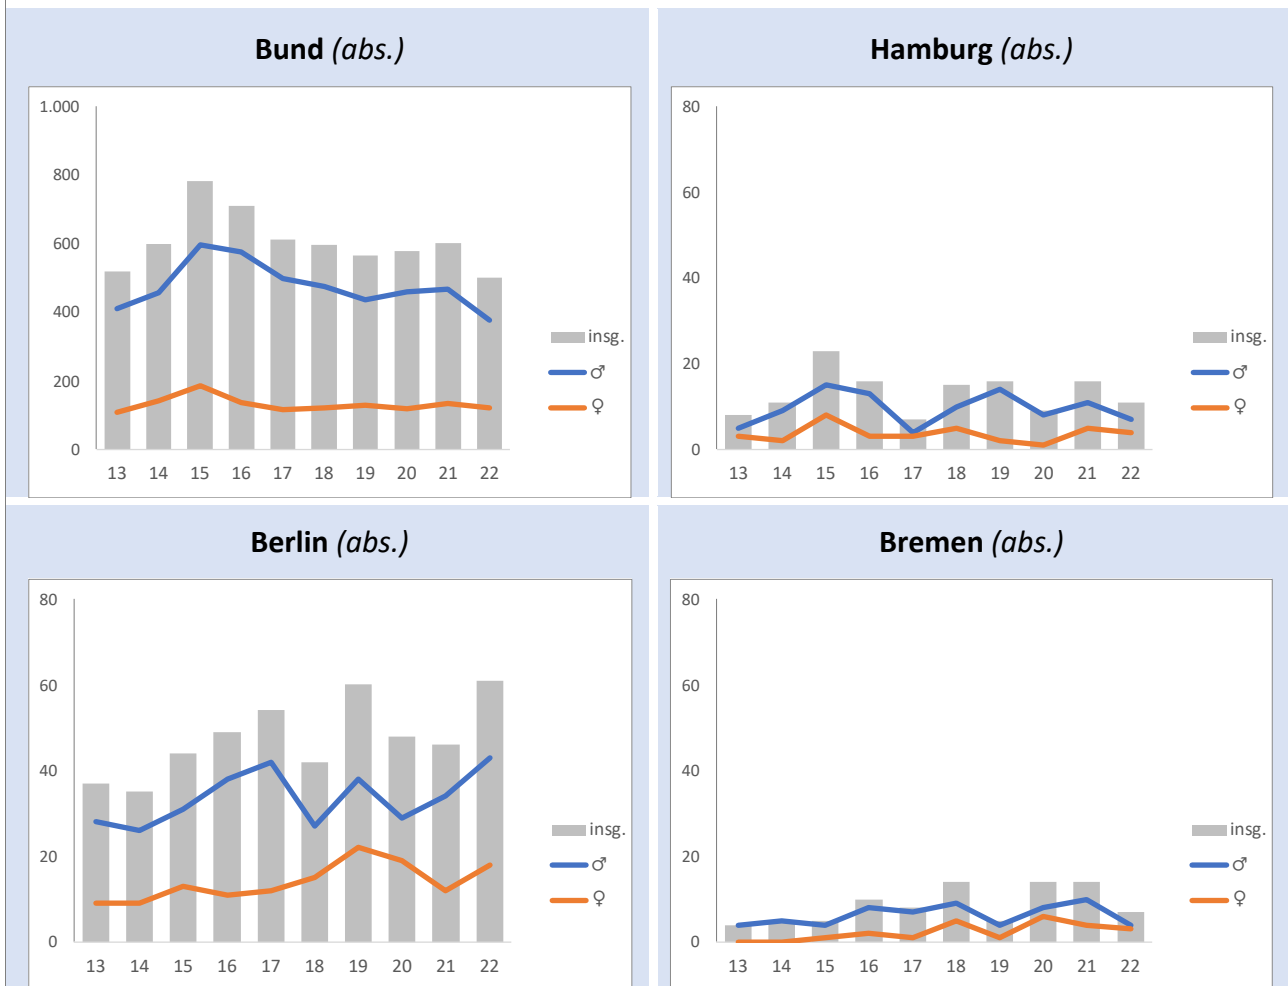 Bund (abs.)
1.000
800
600
400
200
0
13 14 15 16 17 18 19 20 21 22
insg.
♂
♀
Hamburg (abs.)
80
60
40
20
0
13 14 15 16 17 18 19 20 21 22
insg.
♂
♀
Berlin (abs.)
80
60
40
20
0
13 14 15 16 17 18 19 20 21 22
insg.
♂
♀
Bremen (abs.)
80
60
40
20
0
13 14 15 16 17 18 19 20 21 22
insg.
♂
♀